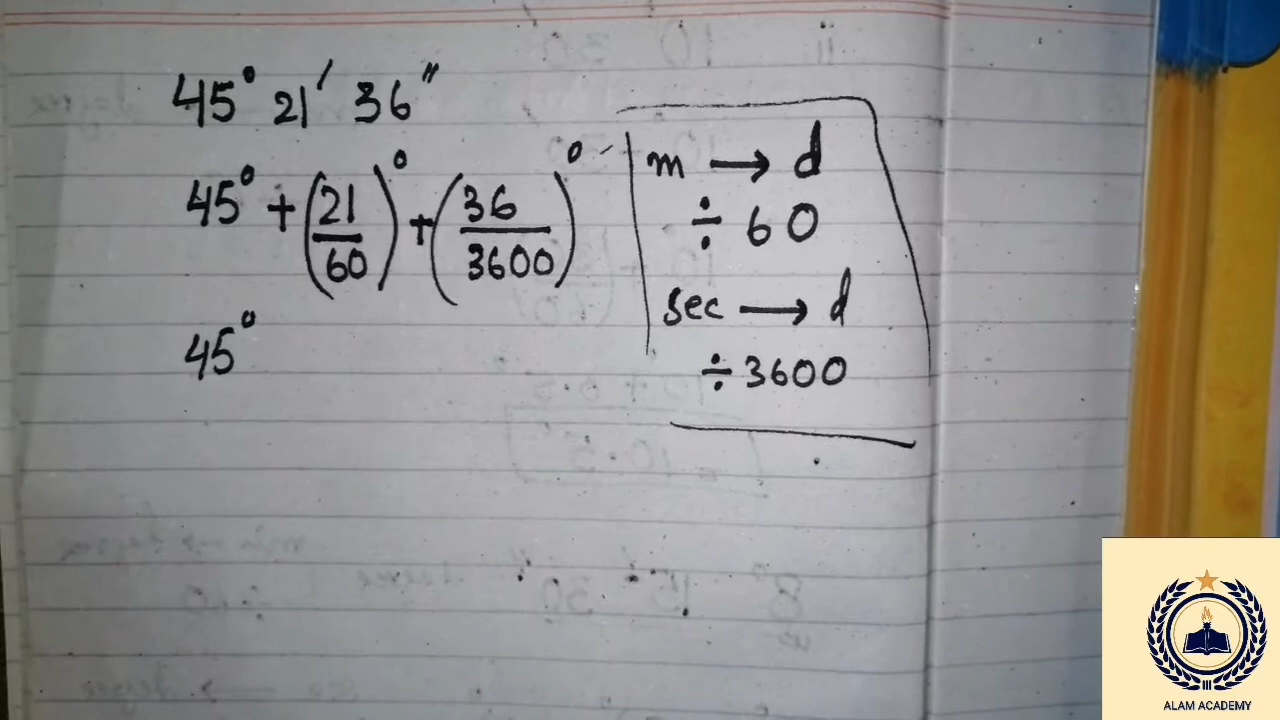 45° 21′ 36″
45° + (21/60)° + (36/3600)°
45°
m → d
÷ 60
sec → d
÷ 3600
ALAM ACADEMY